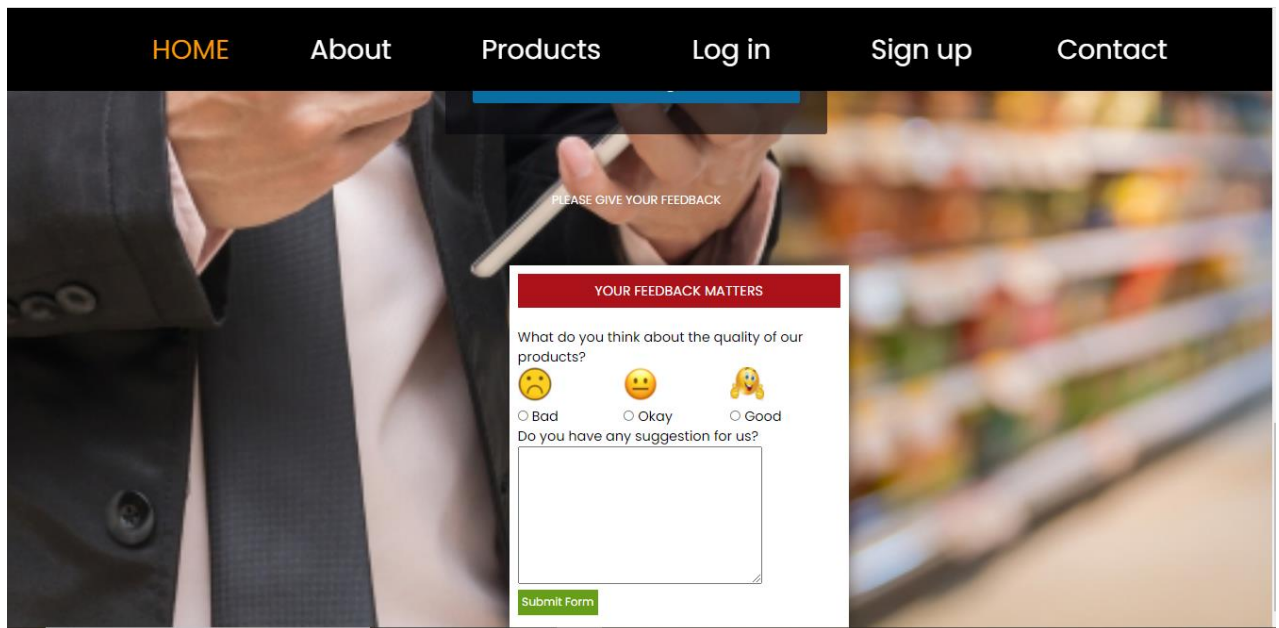 HOME About Products Log in Sign up Contact
PLEASE GIVE YOUR FEEDBACK
YOUR FEEDBACK MATTERS
What do you think about the quality of our
products?
Bad Okay Good
Do you have any suggestion for us?
Submit Form